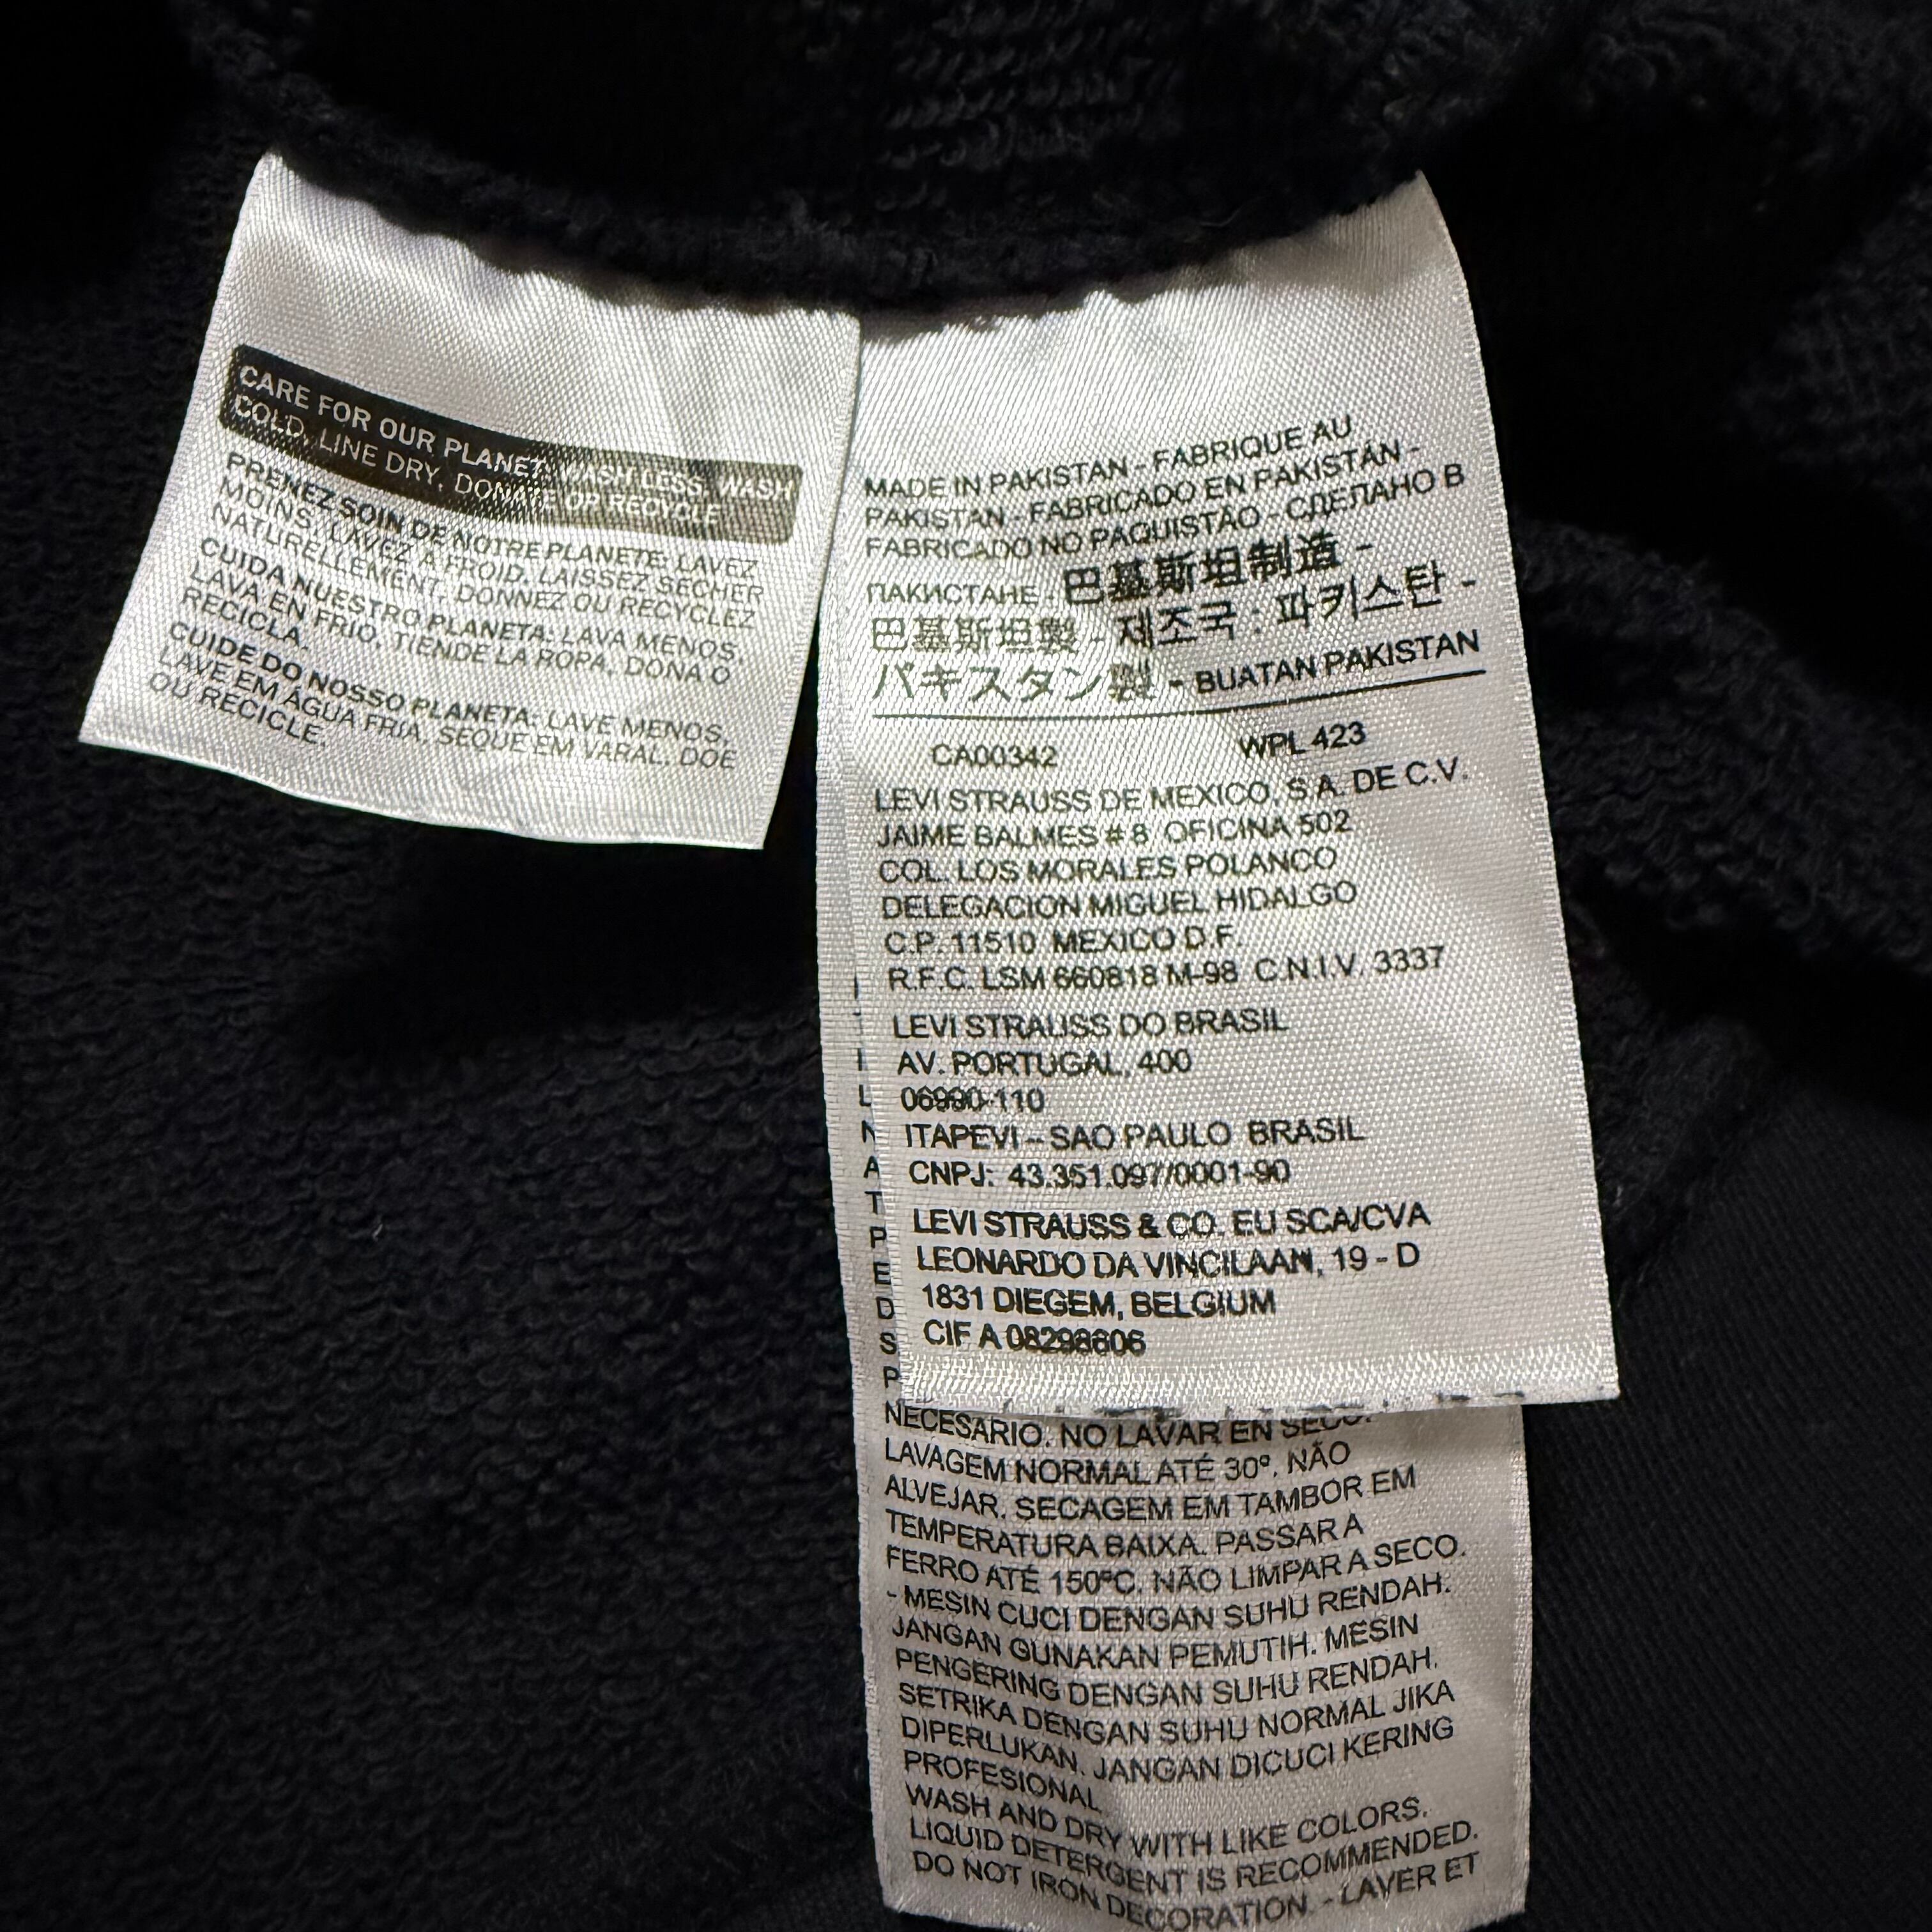 CARE FOR OUR PLANET: WASH LESS, WASH
COLD, LINE DRY, DONATE OR RECYCLE
PRENEZ SOIN DE NOTRE PLANETE: LAVEZ
MOINS, LAVEZ À FROID, LAISSEZ SÉCHER
NATURELLEMENT, DONNEZ OU RECYCLEZ
CUIDA NUESTRO PLANETA: LAVA MENOS,
LAVA EN FRIO, TIENDE LA ROPA, DONA O
RECICLA.
CUIDE DO NOSSO PLANETA: LAVE MENOS,
LAVE EM ÁGUA FRIA, SEQUE EM VARAL, DOE
OU RECICLE.
MADE IN PAKISTAN - FABRIQUE AU
PAKISTAN - FABRICADO EN PAKISTÁN -
FABRICADO NO PAQUISTÃO - СДЕЛАНО В
ПАКИСТАНЕ - 巴基斯坦制造 -
巴基斯坦製 - 제조국 : 파키스탄 -
パキスタン製 - BUATAN PAKISTAN
CA00342 WPL 423
LEVI STRAUSS DE MEXICO, S.A. DE C.V.
JAIME BALMES # 8 OFICINA 502
COL. LOS MORALES POLANCO
DELEGACION MIGUEL HIDALGO
C.P. 11510 MEXICO D.F.
R.F.C. LSM 660818 M-98 C.N.I.V. 3337
LEVI STRAUSS DO BRASIL
AV. PORTUGAL, 400
06990-110
ITAPEVI – SAO PAULO BRASIL
CNPJ: 43.351.097/0001-90
LEVI STRAUSS & CO. EU SCA/CVA
LEONARDO DA VINCILAAN, 19 - D
1831 DIEGEM, BELGIUM
CIF A 08298606
NECESARIO. NO LAVAR EN SECO.
LAVAGEM NORMAL ATÉ 30º. NÃO
ALVEJAR. SECAGEM EM TAMBOR EM
TEMPERATURA BAIXA. PASSAR A
FERRO ATÉ 150ºC. NÃO LIMPAR A SECO.
- MESIN CUCI DENGAN SUHU RENDAH.
JANGAN GUNAKAN PEMUTIH. MESIN
PENGERING DENGAN SUHU RENDAH.
SETRIKA DENGAN SUHU NORMAL JIKA
DIPERLUKAN. JANGAN DICUCI KERING
PROFESIONAL.
WASH AND DRY WITH LIKE COLORS.
LIQUID DETERGENT IS RECOMMENDED.
DO NOT IRON DECORATION. - LAVER ET